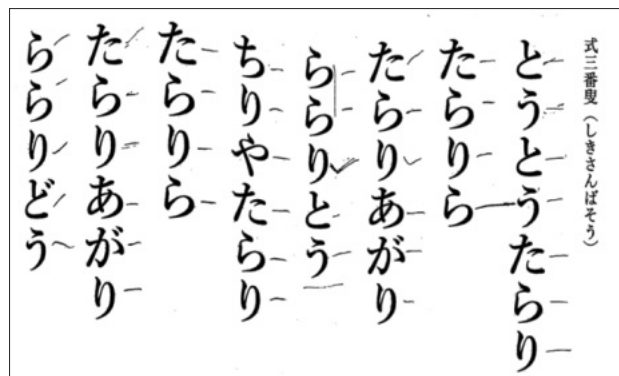 式三番叟（しきさんばそう）
とうとうたらり
たらりら
たらりあがり
ららりとう
ちりやたらり
たらりら
たらりあがり
ららりどう